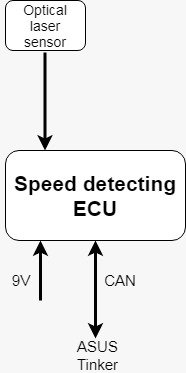 Optical
laser
sensor
Speed detecting
ECU
9V
CAN
ASUS
Tinker